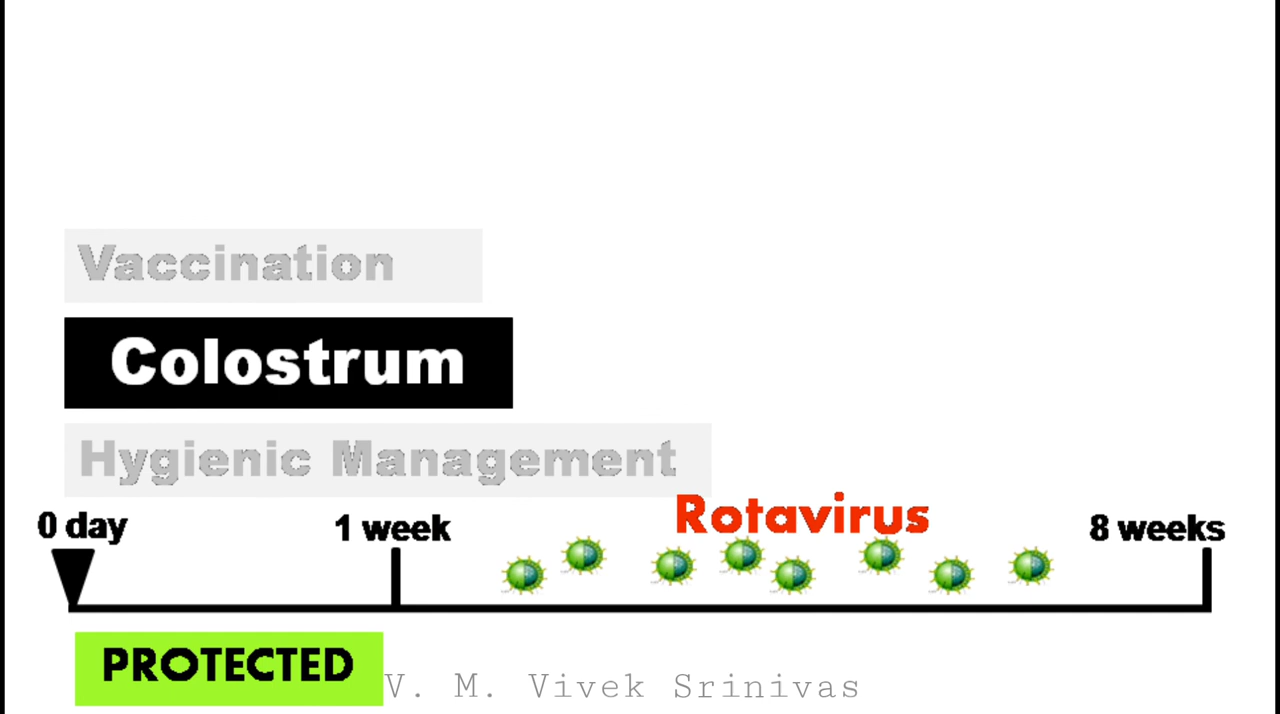 Vaccination
Colostrum
Hygienic Management
Rotavirus
0 day
1 week
8 weeks
PROTECTED
V. M. Vivek Srinivas